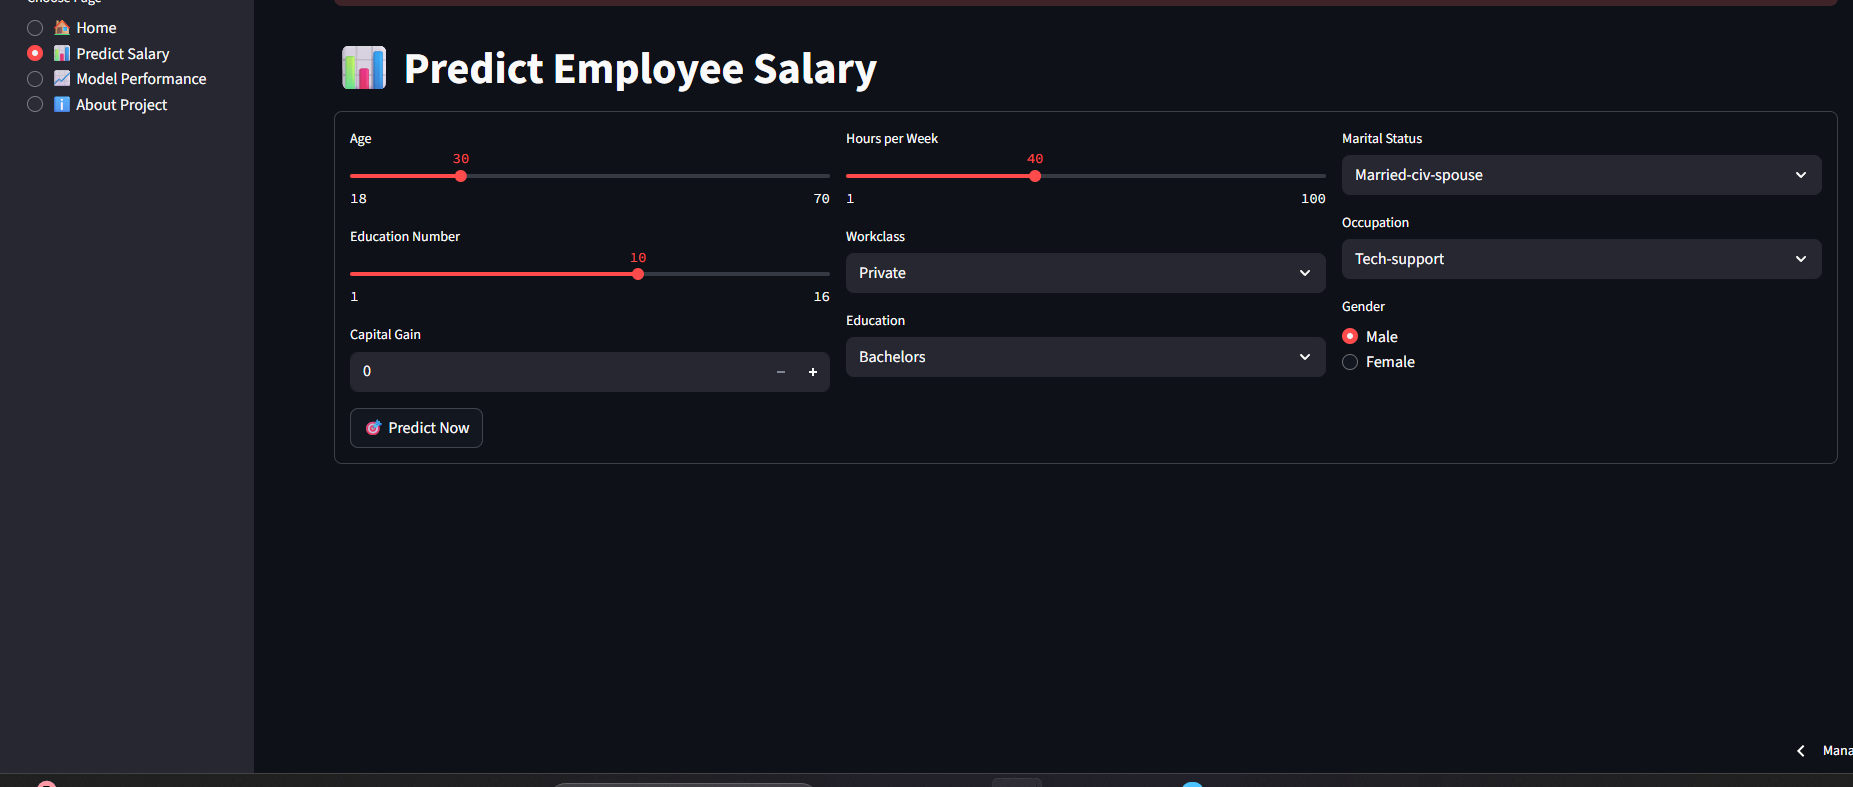 Choose Page
Home
Predict Salary
Model Performance
About Project
Predict Employee Salary
Age
30
18 70
Education Number
10
1 16
Capital Gain
0
Predict Now
Hours per Week
40
1 100
Workclass
Private
Education
Bachelors
Marital Status
Married-civ-spouse
Occupation
Tech-support
Gender
Male
Female
Mana